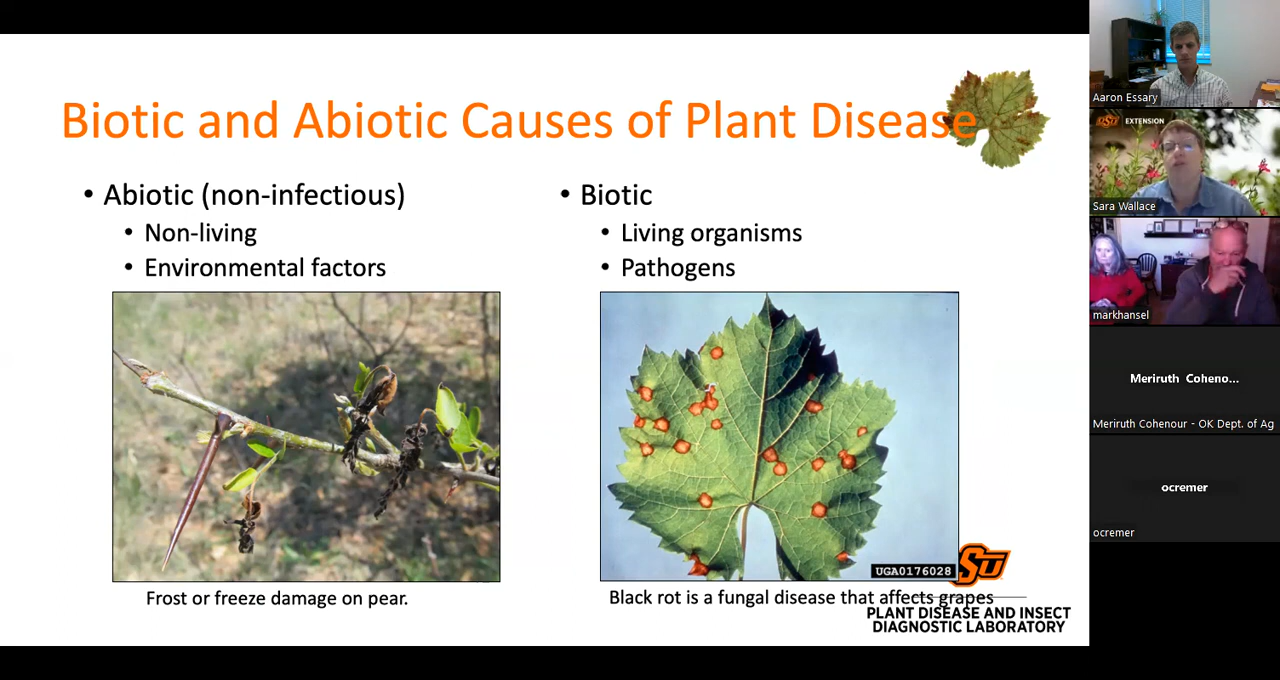 Biotic and Abiotic Causes of Plant Disease
• Abiotic (non-infectious)
• Non-living
• Environmental factors
Frost or freeze damage on pear.
• Biotic
• Living organisms
• Pathogens
UGA0176028
Black rot is a fungal disease that affects grapes
OSU
PLANT DISEASE AND INSECT
DIAGNOSTIC LABORATORY
Aaron Essary
OSU EXTENSION
Sara Wallace
markhansel
Meriruth Coheno...
Meriruth Cohenour - OK Dept. of Ag
ocremer
ocremer